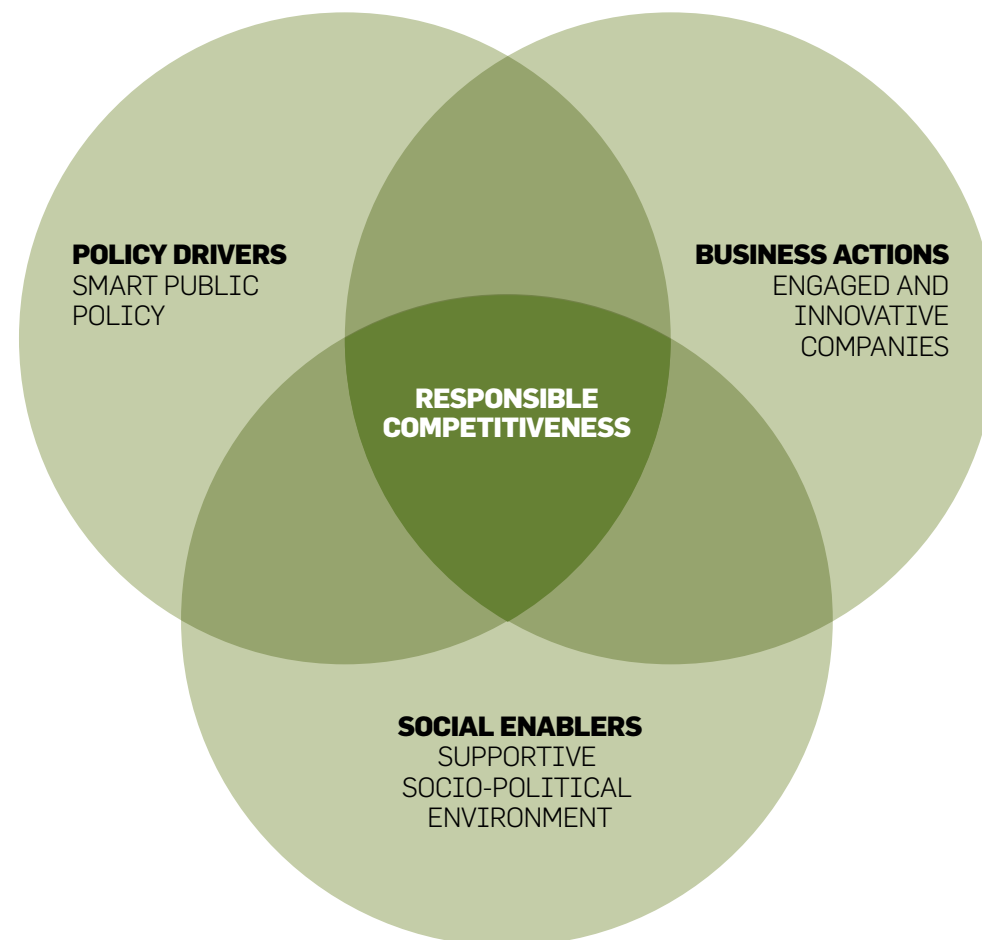 POLICY DRIVERS
SMART PUBLIC
POLICY
BUSINESS ACTIONS
ENGAGED AND
INNOVATIVE
COMPANIES
RESPONSIBLE
COMPETITIVENESS
SOCIAL ENABLERS
SUPPORTIVE
SOCIO-POLITICAL
ENVIRONMENT